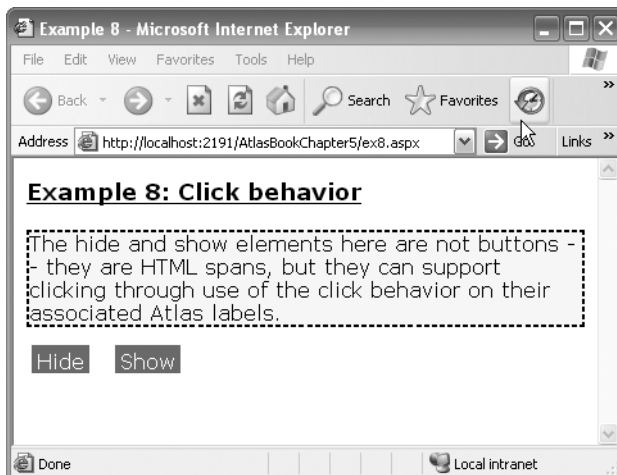 Example 8 - Microsoft Internet Explorer
File Edit View Favorites Tools Help
Back Search Favorites »
Address http://localhost:2191/AtlasBookChapter5/ex8.aspx Go Links »
Example 8: Click behavior
The hide and show elements here are not buttons -
- they are HTML spans, but they can support
clicking through use of the click behavior on their
associated Atlas labels.
Hide Show
Done Local intranet